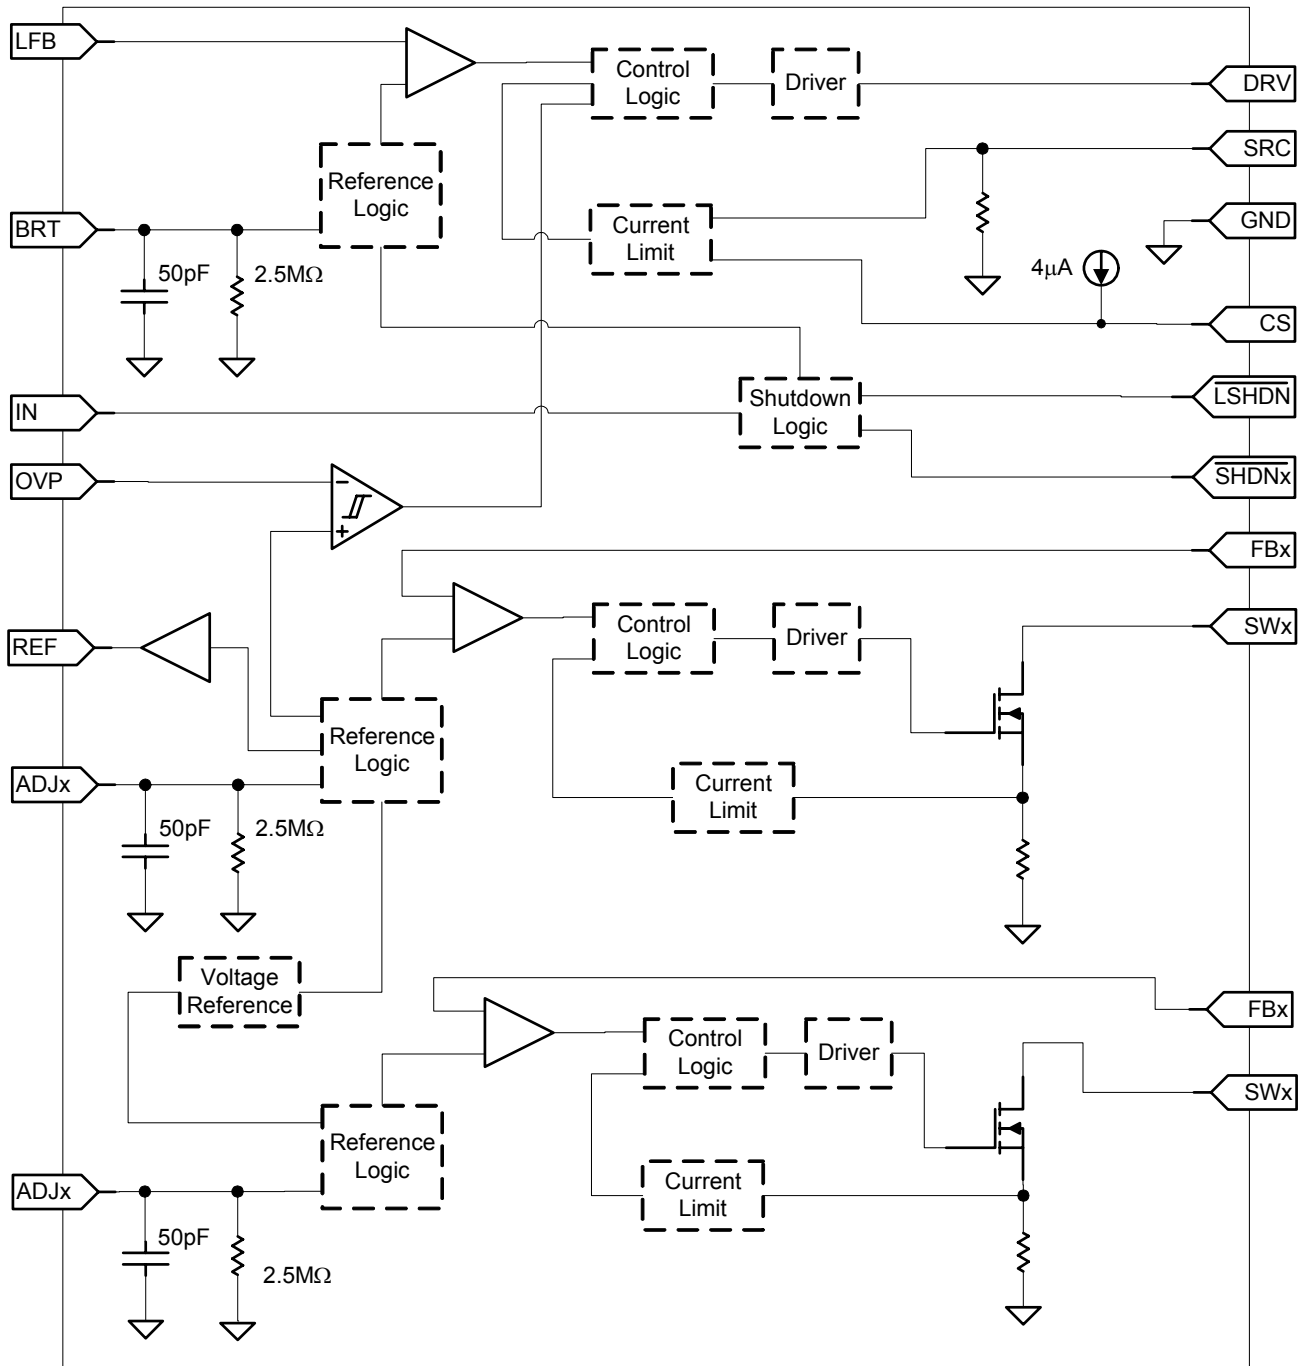 LFB
Control
Logic
Driver
DRV
SRC
Reference
Logic
BRT
Current
Limit
GND
50pF
2.5MΩ
4µA
CS
IN
Shutdown
Logic
LSHDN
OVP
-
+
SHDNx
FBx
REF
Control
Logic
Driver
SWx
Reference
Logic
ADJx
Current
Limit
50pF
2.5MΩ
Voltage
Reference
FBx
Control
Logic
Driver
SWx
Reference
Logic
ADJx
Current
Limit
50pF
2.5MΩ